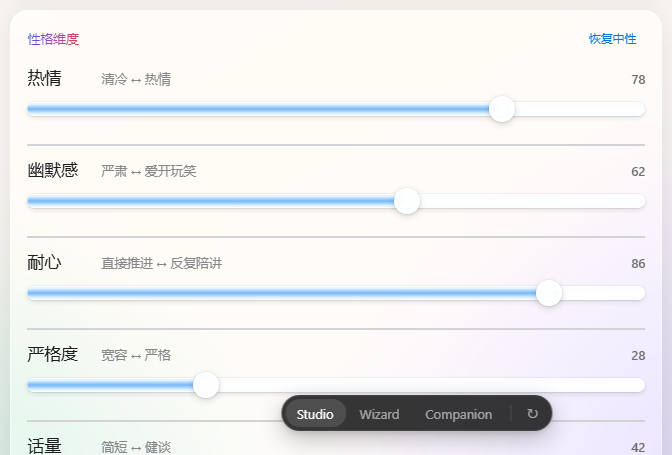 性格维度 恢复中性
热情 清冷 ↔ 热情 78
幽默感 严肃 ↔ 爱开玩笑 62
耐心 直接推进 ↔ 反复陪讲 86
严格度 宽容 ↔ 严格 28
Studio Wizard Companion ↻
话量 简短 ↔ 健谈 42